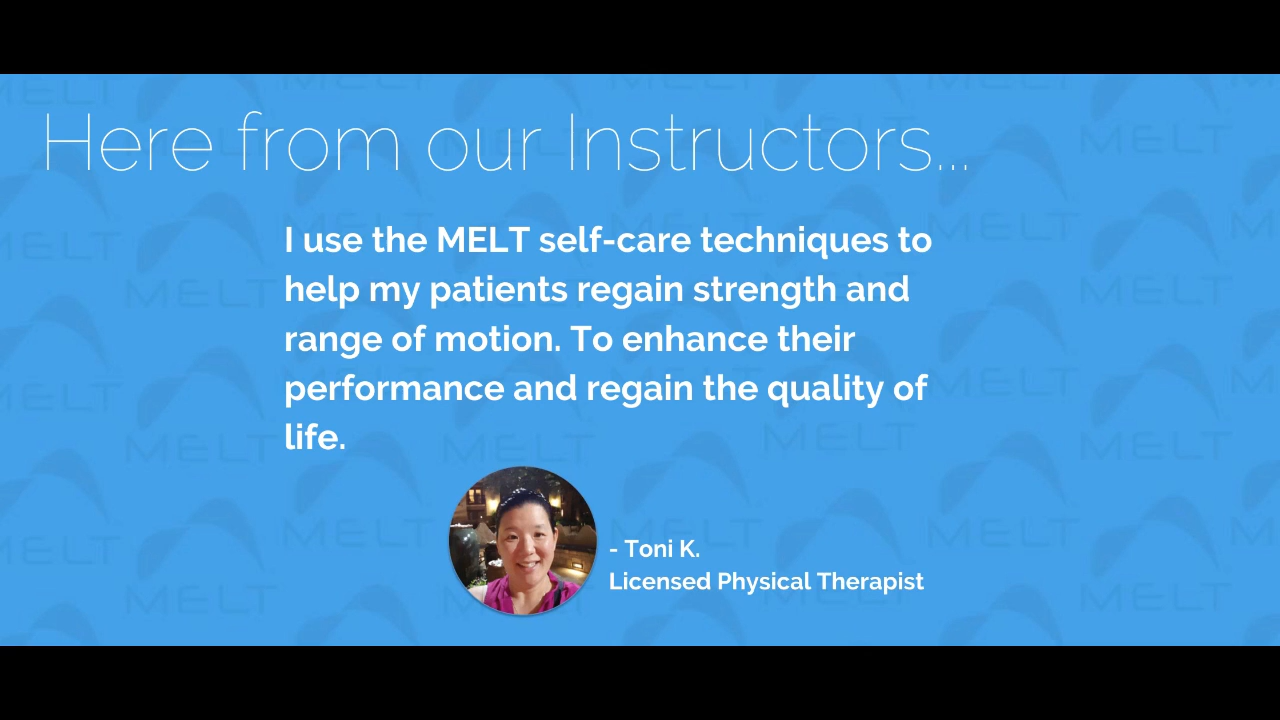 Here from our Instructors...
I use the MELT self-care techniques to
help my patients regain strength and
range of motion. To enhance their
performance and regain the quality of
life.
- Toni K.
Licensed Physical Therapist
MELT